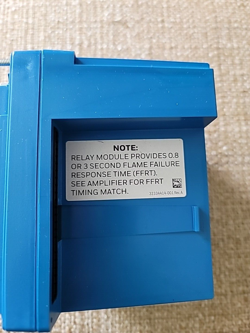 NOTE:
RELAY MODULE PROVIDES 0.8
OR 3 SECOND FLAME FAILURE
RESPONSE TIME (FFRT).
SEE AMPLIFIER FOR FFRT
TIMING MATCH.